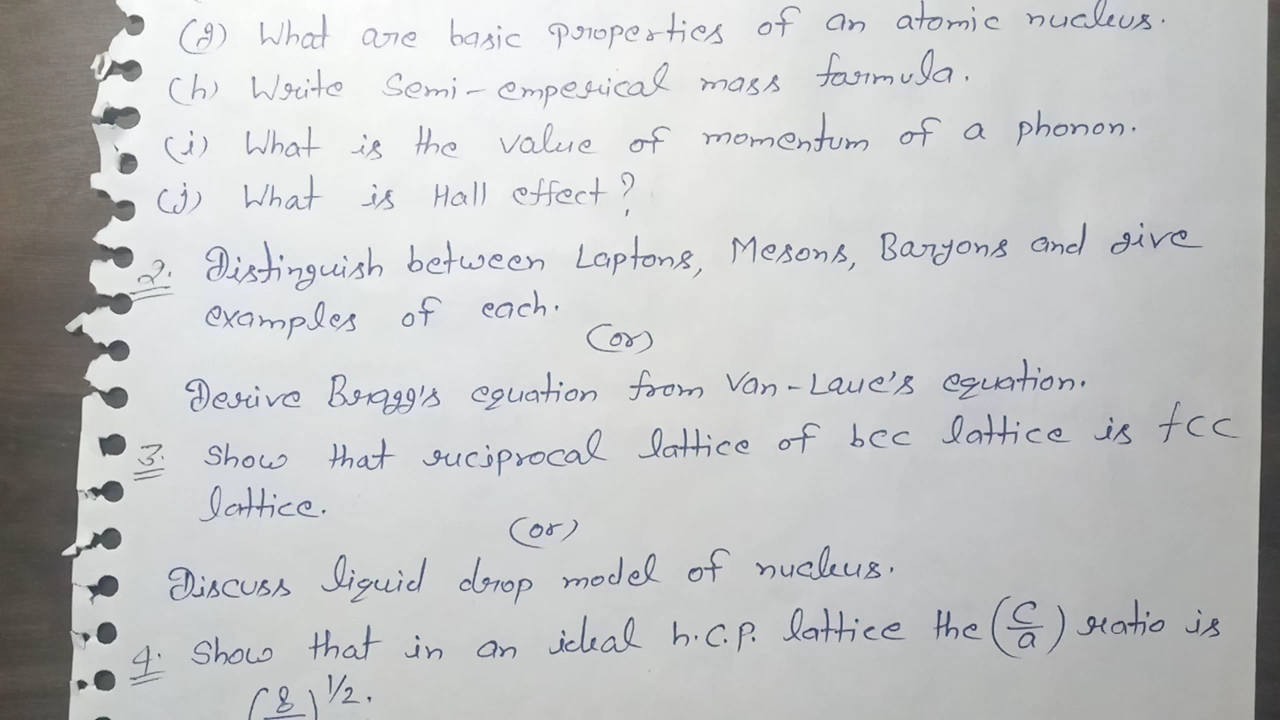 (g) What are basic properties of an atomic nucleus.
(h) Write Semi-emperical mass formula.
(i) What is the value of momentum of a phonon.
(j) What is Hall effect?
2. Distinguish between Laptons, Mesons, Baryons and give
examples of each.
(or)
Derive Bragg's equation from Van-Laue's equation.
3. Show that ruciprocal lattice of bcc lattice is fcc
lattice.
(or)
Discuss liquid drop model of nucleus.
4. Show that in an ideal h.c.p. lattice the (c/a) ratio is
(8
)^1/2.